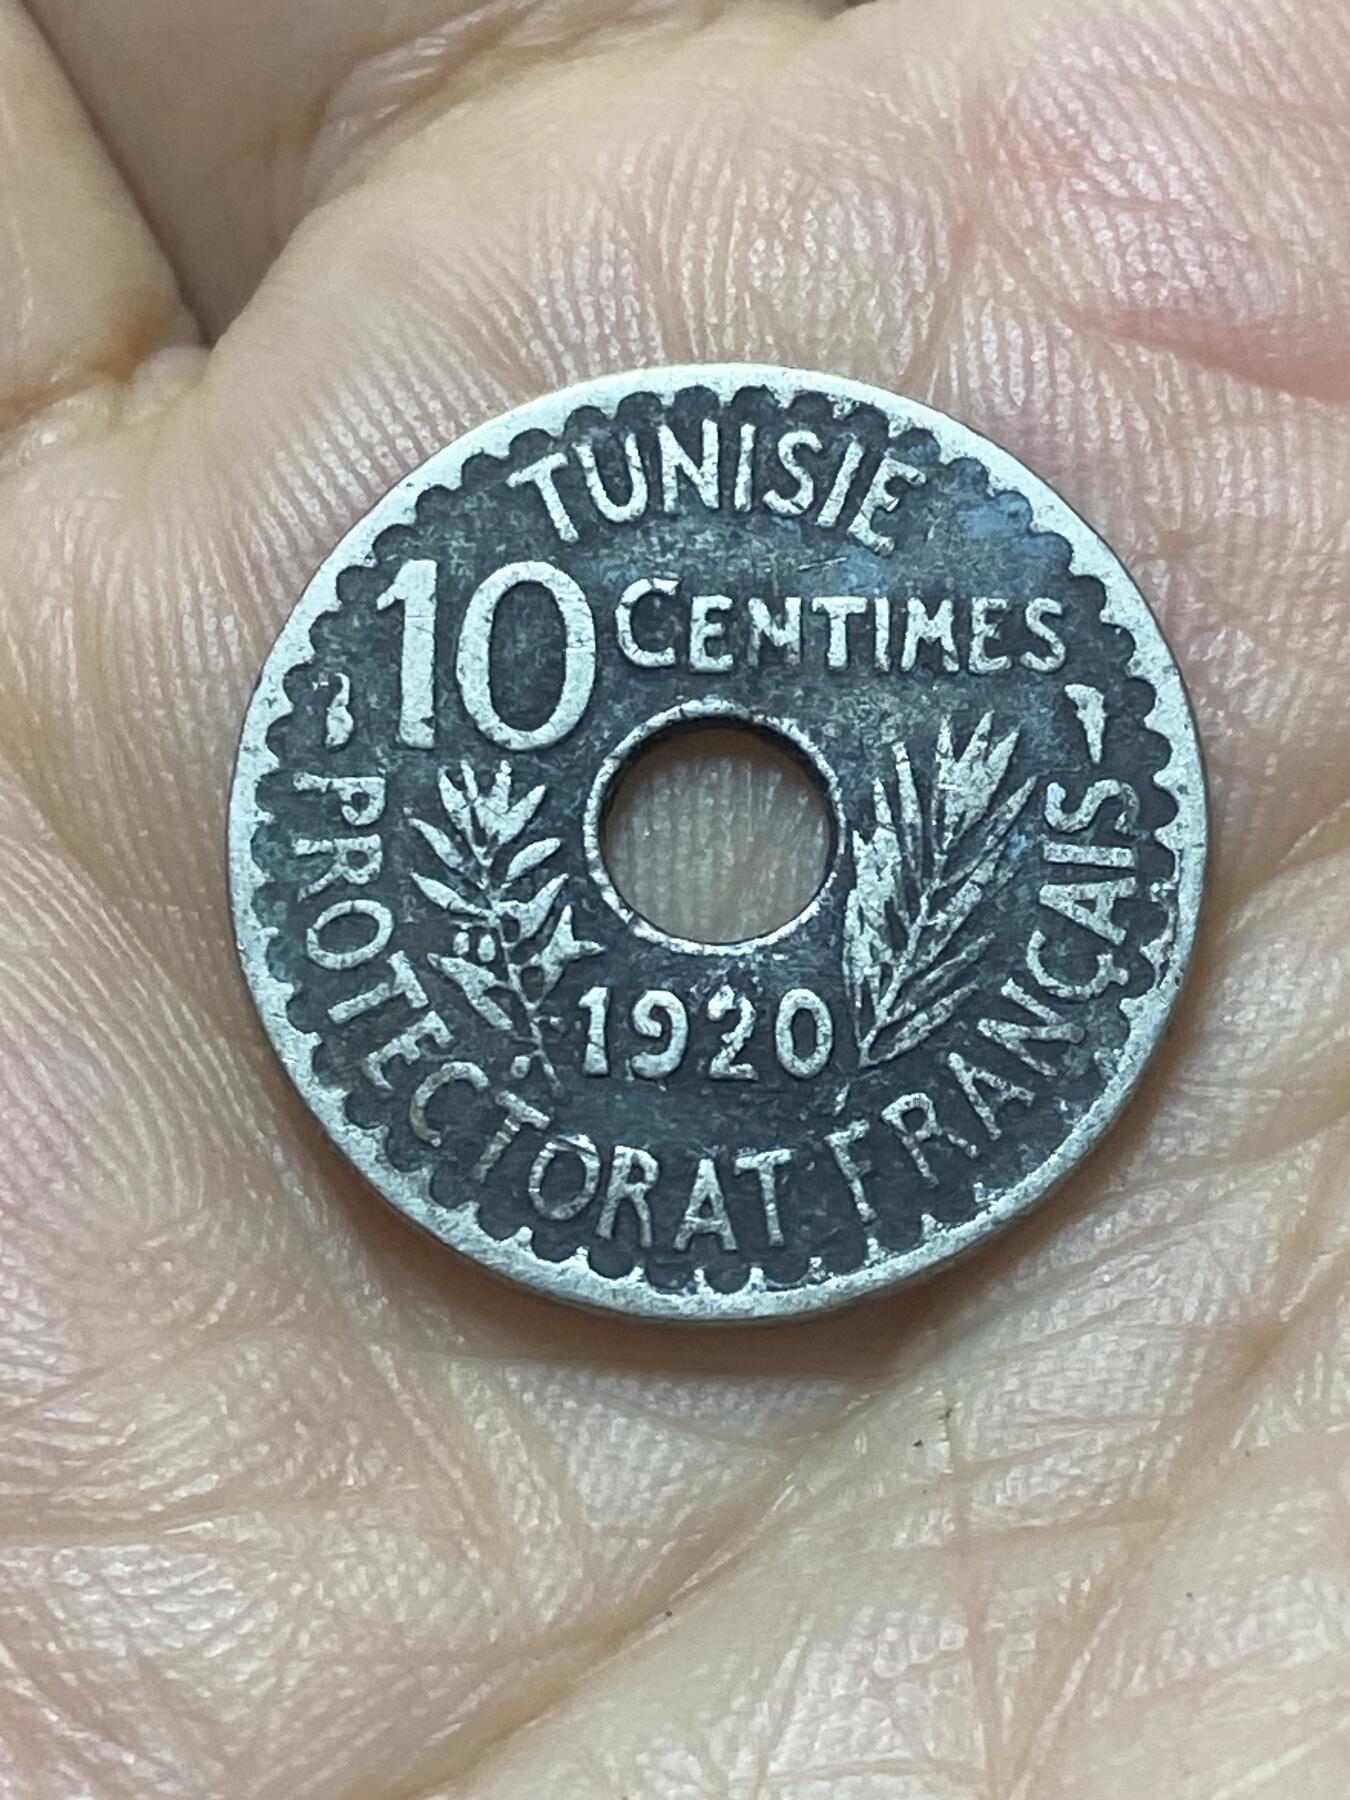 TUNISIE
10 CENTIMES
1920
PROTECTORAT FRANÇAIS